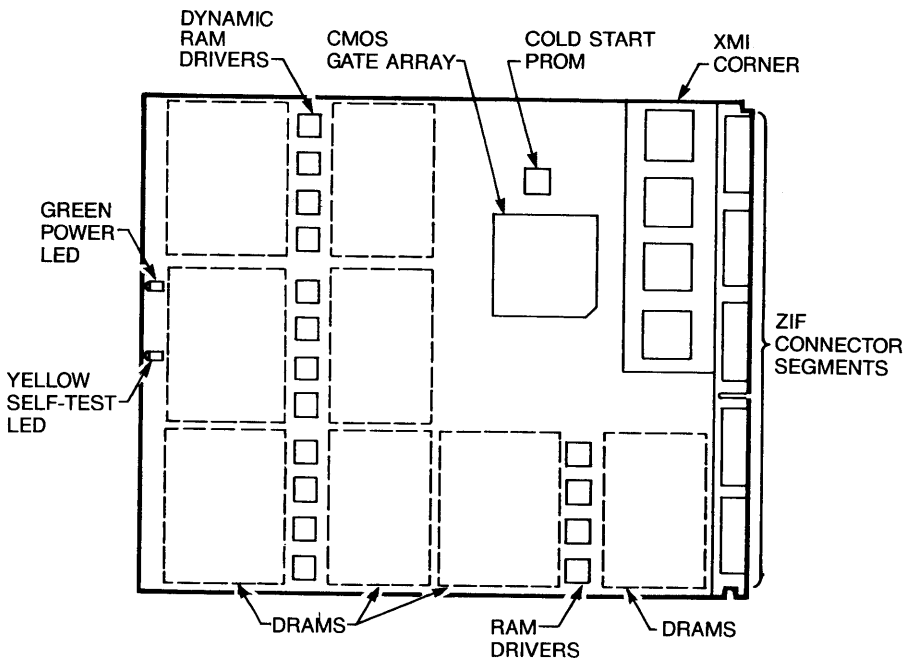 DYNAMIC
RAM
DRIVERS
CMOS
GATE ARRAY
COLD START
PROM
XMI
CORNER
GREEN
POWER
LED
ZIF
CONNECTOR
SEGMENTS
YELLOW
SELF-TEST
LED
DRAMS
RAM
DRIVERS
DRAMS